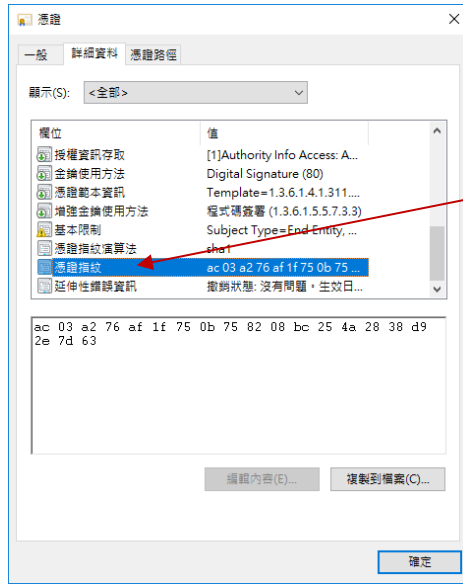 憑證
一般 詳細資料 憑證路徑
顯示(S): <全部>
欄位 值
授權資訊存取 [1]Authority Info Access: A...
金鑰使用方法 Digital Signature (80)
憑證範本資訊 Template=1.3.6.1.4.1.311....
增強金鑰使用方法 程式碼簽署 (1.3.6.1.5.5.7.3.3)
基本限制 Subject Type=End Entity, ...
憑證指紋演算法 sha1
憑證指紋 ac 03 a2 76 af 1f 75 0b 75 ...
延伸性錯誤資訊 撤銷狀態: 沒有問題。生效日...
ac 03 a2 76 af 1f 75 0b 75 82 08 bc 25 4a 28 38 d9
2e 7d 63
編輯內容(E)... 複製到檔案(C)...
確定